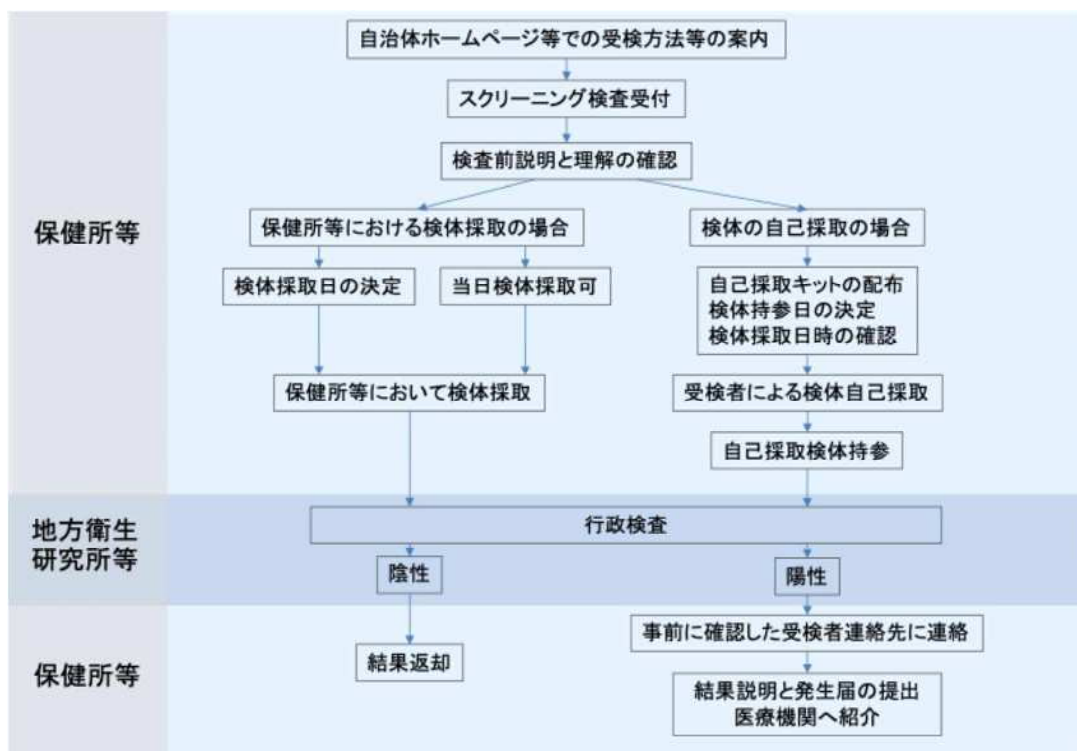 自治体ホームページ等での受検方法等の案内
スクリーニング検査受付
検査前説明と理解の確認
保健所等
保健所等における検体採取の場合
検体の自己採取の場合
検体採取日の決定
当日検体採取可
自己採取キットの配布
検体持参日の決定
検体採取日時の確認
保健所等において検体採取
受検者による検体自己採取
自己採取検体持参
地方衛生
研究所等
行政検査
陰性
陽性
保健所等
事前に確認した受検者連絡先に連絡
結果返却
結果説明と発生届の提出
医療機関へ紹介